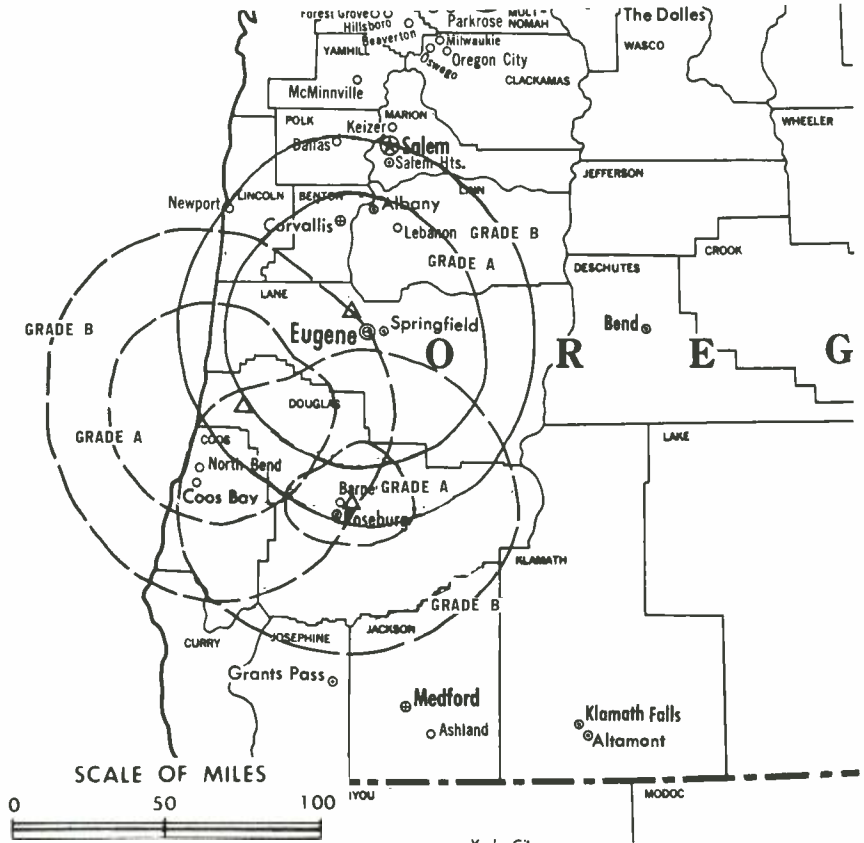 Forest Grove
Hillsboro
Beaverton
Parkrose
MULT-
NOMAH
The Dalles
YAMHILL
Milwaukie
Oswego
Oregon City
WASCO
CLACKAMAS
McMinnville
MARION
POLK
Keizer
WHEELER
Dallas
Salem
Salem Hts.
JEFFERSON
LINN
Newport
LINCOLN
BENTON
Albany
Corvallis
Lebanon
GRADE B
GRADE A
CROOK
DESCHUTES
LANE
GRADE B
Eugene
Springfield
Bend
O R E G
DOUGLAS
GRADE A
COOS
LAKE
North Bend
Coos Bay
GRADE A
Roseburg
KLAMATH
GRADE B
JACKSON
JOSEPHINE
CURRY
Grants Pass
Medford
Ashland
Klamath Falls
Altamont
SCALE OF MILES
0 50 100
IYOU
MODOC